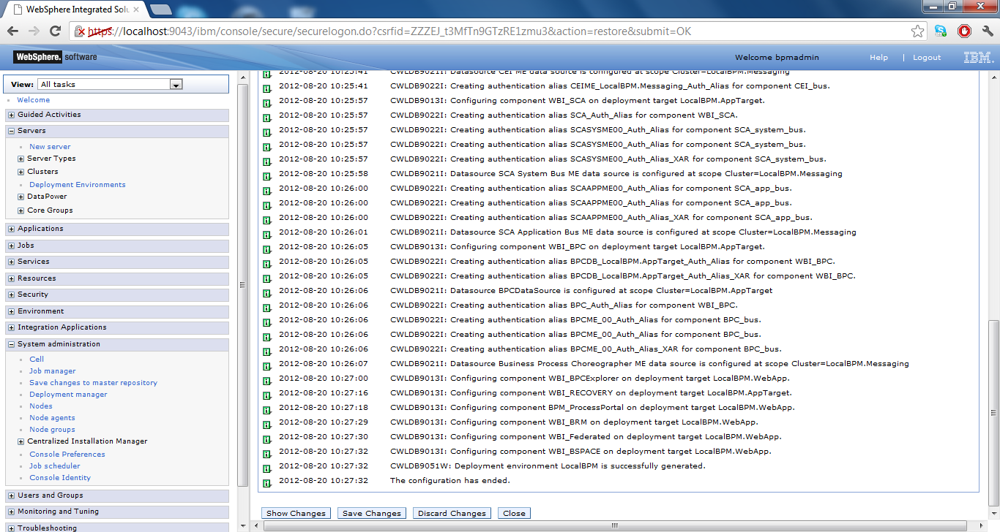 WebSphere Integrated Solu
https://localhost:9043/ibm/console/secure/securelogon.do?csrfid=ZZZEJ_t3MfTn9GTzRE1zmu3&action=restore&submit=OK
WebSphere. software
Welcome bpmadmin
Help | Logout
IBM.
View: All tasks
Welcome
Guided Activities
Servers
New server
Server Types
Clusters
Deployment Environments
DataPower
Core Groups
Applications
Jobs
Services
Resources
Security
Environment
Integration Applications
System administration
Cell
Job manager
Save changes to master repository
Deployment manager
Nodes
Node agents
Node groups
Centralized Installation Manager
Console Preferences
Job scheduler
Console Identity
Users and Groups
Monitoring and Tuning
Troubleshooting
2012-08-20 10:25:41 CWLDB9021I: Datasource CEI ME data source is configured at scope Cluster=LocalBPM.Messaging
2012-08-20 10:25:41 CWLDB9022I: Creating authentication alias CEIME_LocalBPM.Messaging_Auth_Alias for component CEI_bus.
2012-08-20 10:25:57 CWLDB9013I: Configuring component WBI_SCA on deployment target LocalBPM.AppTarget.
2012-08-20 10:25:57 CWLDB9022I: Creating authentication alias SCA_Auth_Alias for component WBI_SCA.
2012-08-20 10:25:57 CWLDB9022I: Creating authentication alias SCASYSME00_Auth_Alias for component SCA_system_bus.
2012-08-20 10:25:57 CWLDB9022I: Creating authentication alias SCASYSME00_Auth_Alias for component SCA_system_bus.
2012-08-20 10:25:57 CWLDB9022I: Creating authentication alias SCASYSME00_Auth_Alias_XAR for component SCA_system_bus.
2012-08-20 10:25:58 CWLDB9021I: Datasource SCA System Bus ME data source is configured at scope Cluster=LocalBPM.Messaging
2012-08-20 10:26:00 CWLDB9022I: Creating authentication alias SCAAPPME00_Auth_Alias for component SCA_app_bus.
2012-08-20 10:26:00 CWLDB9022I: Creating authentication alias SCAAPPME00_Auth_Alias for component SCA_app_bus.
2012-08-20 10:26:00 CWLDB9022I: Creating authentication alias SCAAPPME00_Auth_Alias_XAR for component SCA_app_bus.
2012-08-20 10:26:01 CWLDB9021I: Datasource SCA Application Bus ME data source is configured at scope Cluster=LocalBPM.Messaging
2012-08-20 10:26:05 CWLDB9013I: Configuring component WBI_BPC on deployment target LocalBPM.AppTarget.
2012-08-20 10:26:05 CWLDB9022I: Creating authentication alias BPCDB_LocalBPM.AppTarget_Auth_Alias for component WBI_BPC.
2012-08-20 10:26:05 CWLDB9022I: Creating authentication alias BPCDB_LocalBPM.AppTarget_Auth_Alias_XAR for component WBI_BPC.
2012-08-20 10:26:06 CWLDB9021I: Datasource BPCDataSource is configured at scope Cluster=LocalBPM.AppTarget
2012-08-20 10:26:06 CWLDB9022I: Creating authentication alias BPC_Auth_Alias for component WBI_BPC.
2012-08-20 10:26:06 CWLDB9022I: Creating authentication alias BPCME_00_Auth_Alias for component BPC_bus.
2012-08-20 10:26:06 CWLDB9022I: Creating authentication alias BPCME_00_Auth_Alias for component BPC_bus.
2012-08-20 10:26:06 CWLDB9022I: Creating authentication alias BPCME_00_Auth_Alias_XAR for component BPC_bus.
2012-08-20 10:26:07 CWLDB9021I: Datasource Business Process Choreographer ME data source is configured at scope Cluster=LocalBPM.Messaging
2012-08-20 10:27:00 CWLDB9013I: Configuring component WBI_BPCExplorer on deployment target LocalBPM.WebApp.
2012-08-20 10:27:16 CWLDB9013I: Configuring component WBI_RECOVERY on deployment target LocalBPM.AppTarget.
2012-08-20 10:27:18 CWLDB9013I: Configuring component BPM_ProcessPortal on deployment target LocalBPM.WebApp.
2012-08-20 10:27:29 CWLDB9013I: Configuring component WBI_BRM on deployment target LocalBPM.WebApp.
2012-08-20 10:27:30 CWLDB9013I: Configuring component WBI_Federated on deployment target LocalBPM.WebApp.
2012-08-20 10:27:32 CWLDB9013I: Configuring component WBI_BSPACE on deployment target LocalBPM.WebApp.
2012-08-20 10:27:32 CWLDB9051W: Deployment environment LocalBPM is successfully generated.
2012-08-20 10:27:32 The configuration has ended.
Show Changes Save Changes Discard Changes Close